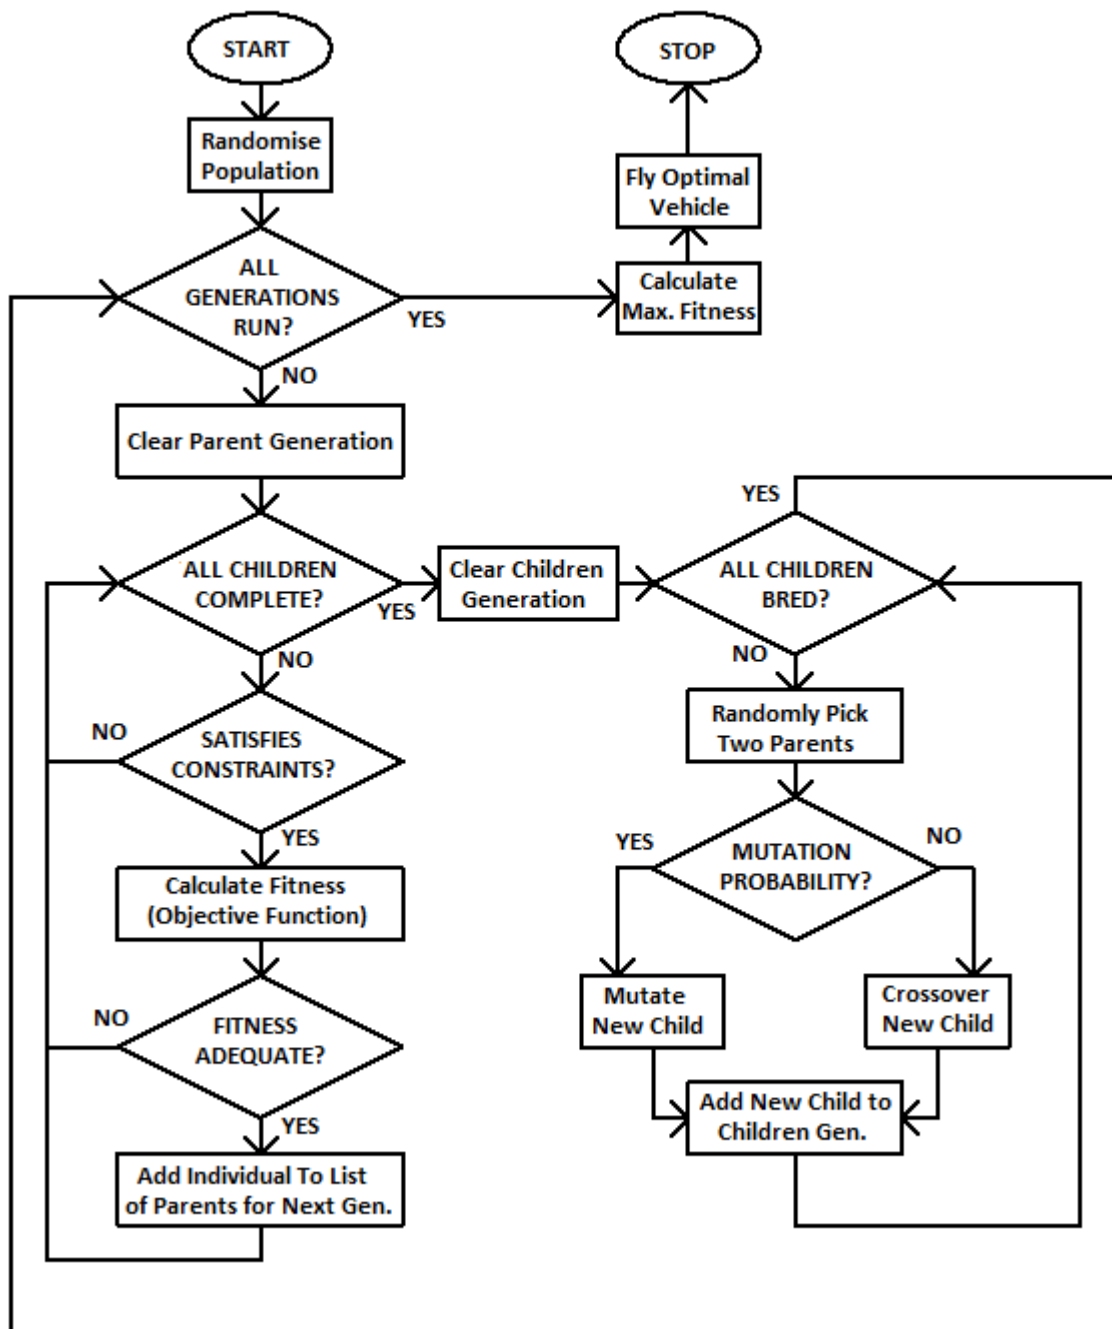 START
STOP
Randomise
Population
Fly Optimal
Vehicle
ALL
GENERATIONS
RUN?
YES
Calculate
Max. Fitness
NO
Clear Parent Generation
YES
ALL CHILDREN
COMPLETE?
YES
Clear Children
Generation
ALL CHILDREN
BRED?
NO
NO
NO
SATISFIES
CONSTRAINTS?
Randomly Pick
Two Parents
YES
YES
MUTATION
PROBABILITY?
NO
Calculate Fitness
(Objective Function)
NO
FITNESS
ADEQUATE?
Mutate
New Child
Crossover
New Child
YES
Add New Child to
Children Gen.
Add Individual To List
of Parents for Next Gen.